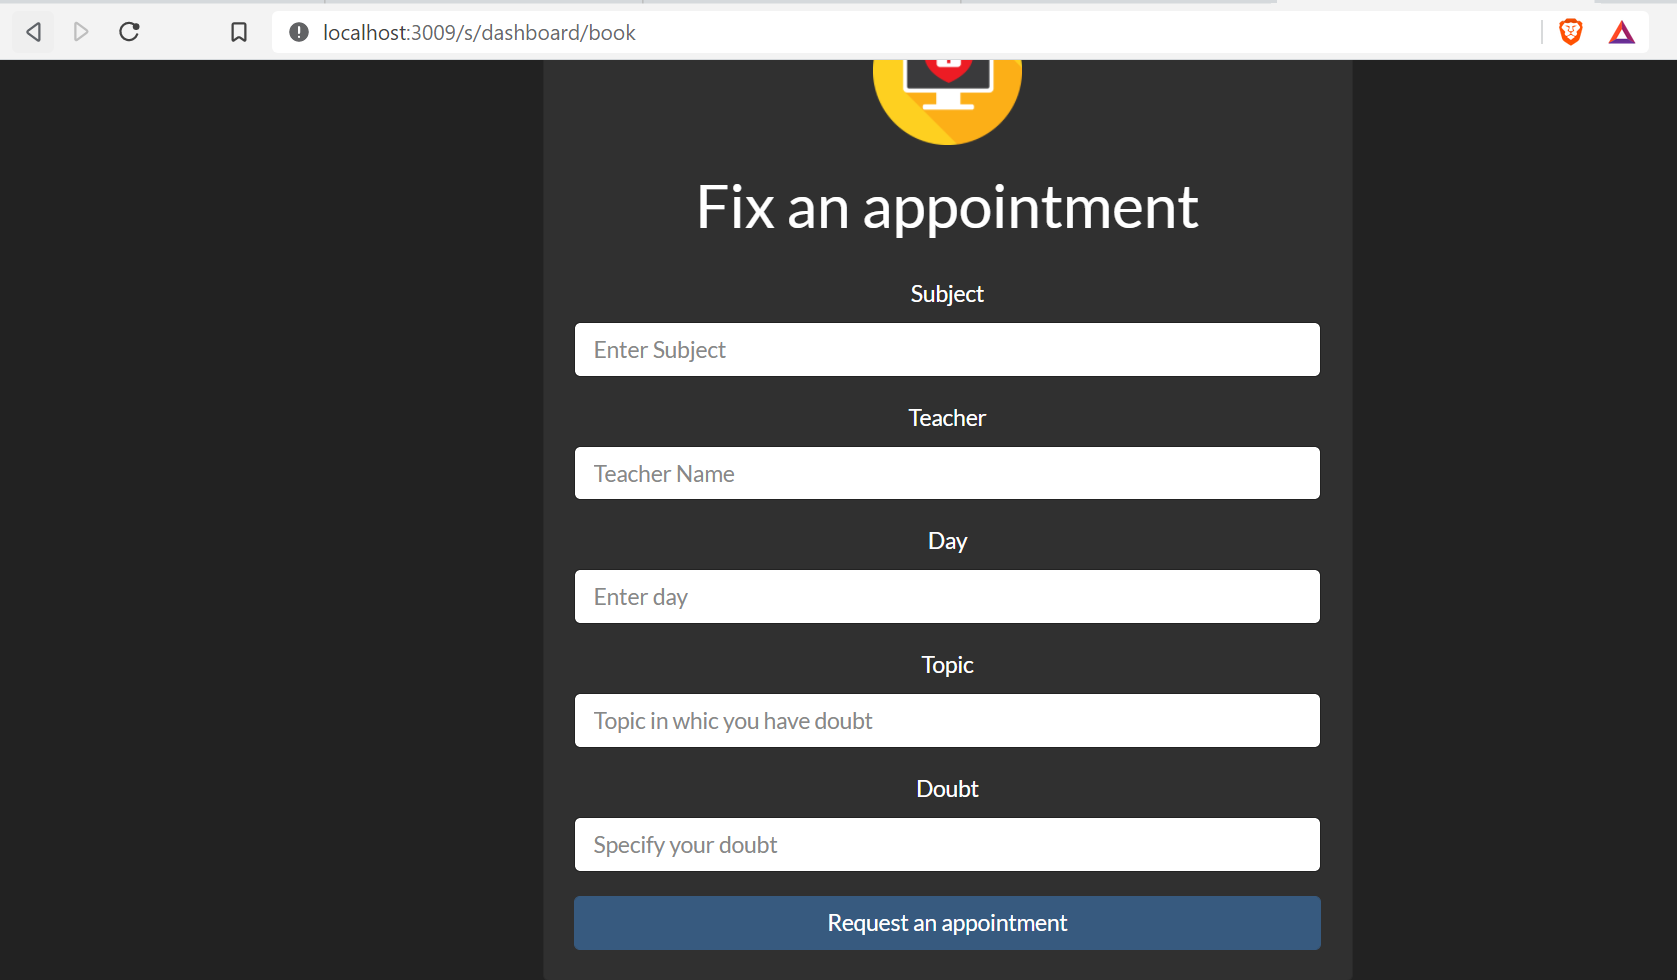 localhost:3009/s/dashboard/book
Fix an appointment
Subject
Enter Subject
Teacher
Teacher Name
Day
Enter day
Topic
Topic in whic you have doubt
Doubt
Specify your doubt
Request an appointment